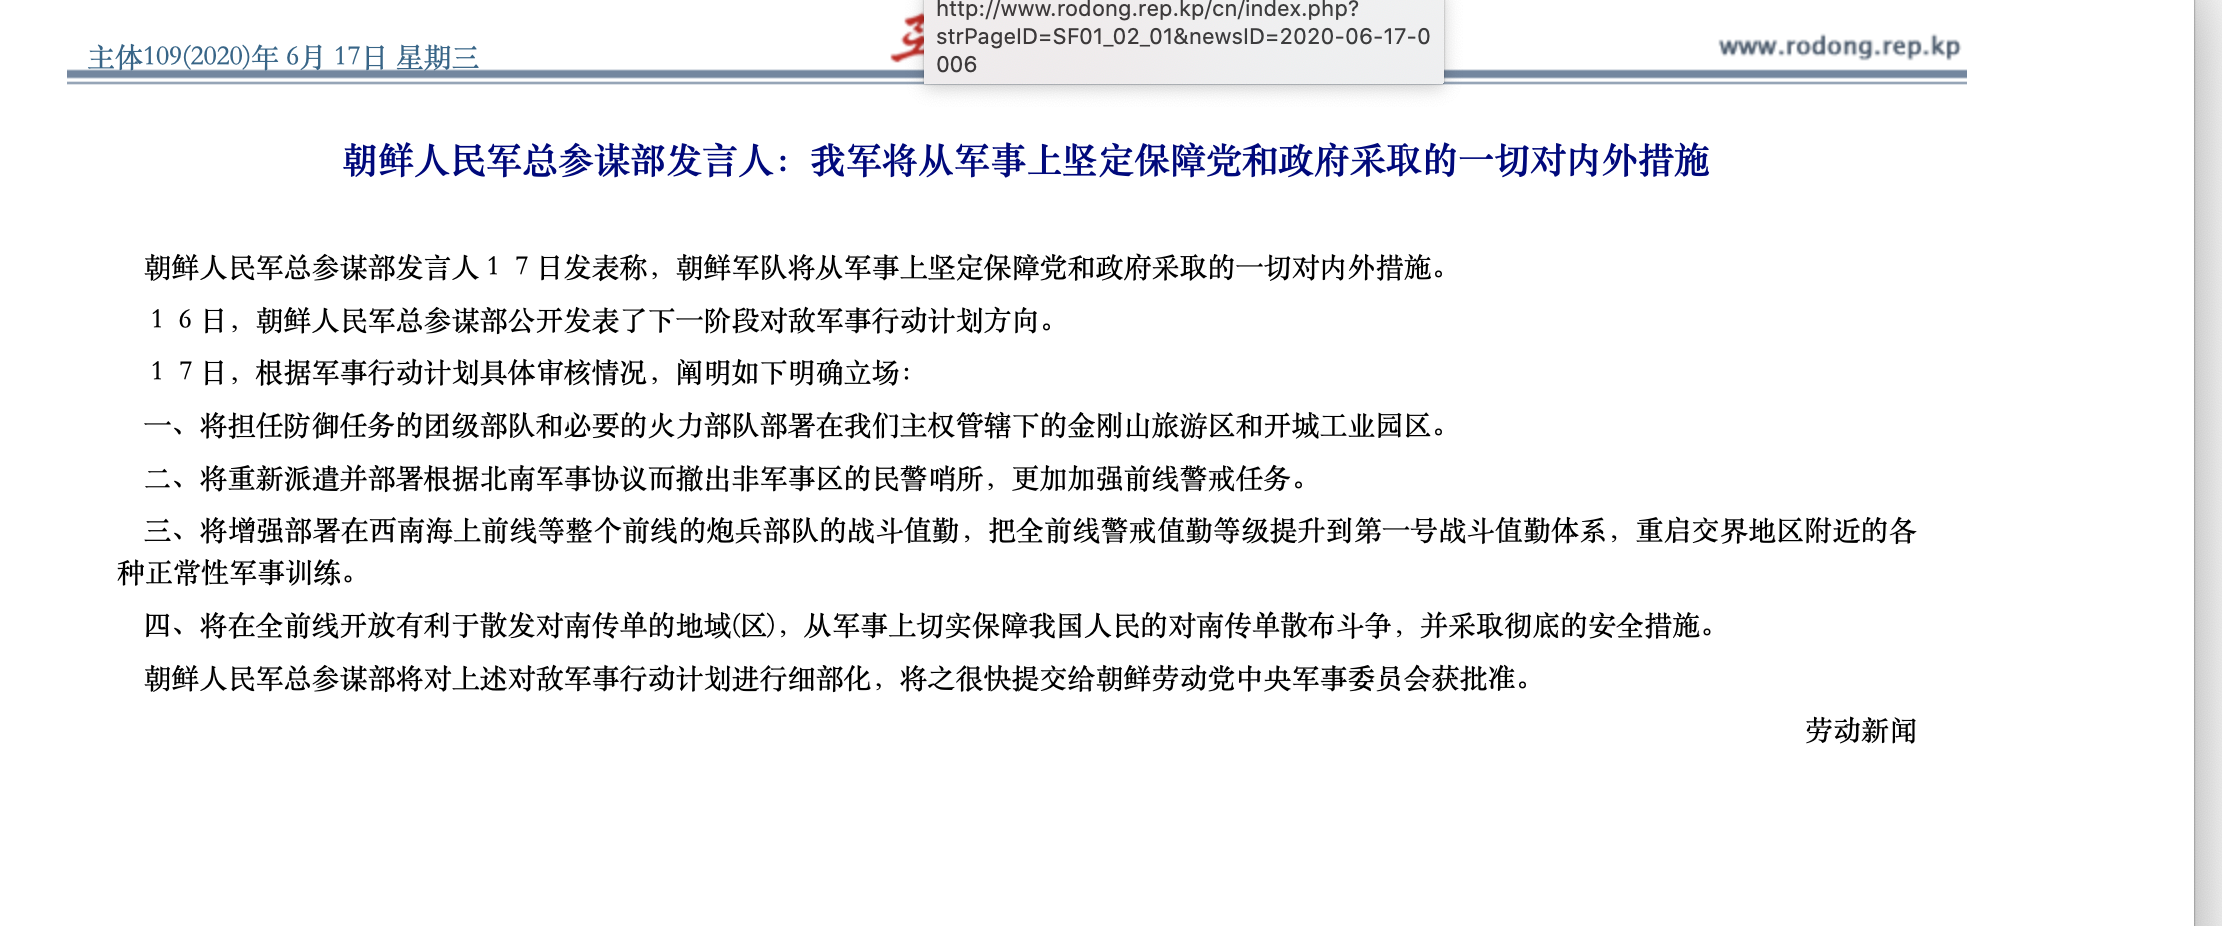 http://www.rodong.rep.kp/cn/index.php?
strPageID=SF01_02_01&newsID=2020-06-17-0
006
主体109(2020)年 6月 17日 星期三
www.rodong.rep.kp
朝鲜人民军总参谋部发言人：我军将从军事上坚定保障党和政府采取的一切对内外措施
朝鲜人民军总参谋部发言人１７日发表称，朝鲜军队将从军事上坚定保障党和政府采取的一切对内外措施。
１６日，朝鲜人民军总参谋部公开发表了下一阶段对敌军事行动计划方向。
１７日，根据军事行动计划具体审核情况，阐明如下明确立场：
一、将担任防御任务的团级部队和必要的火力部队部署在我们主权管辖下的金刚山旅游区和开城工业园区。
二、将重新派遣并部署根据北南军事协议而撤出非军事区的民警哨所，更加加强前线警戒任务。
三、将增强部署在西南海上前线等整个前线的炮兵部队的战斗值勤，把全前线警戒值勤等级提升到第一号战斗值勤体系，重启交界地区附近的各
种正常性军事训练。
四、将在全前线开放有利于散发对南传单的地域(区)，从军事上切实保障我国人民的对南传单散布斗争，并采取彻底的安全措施。
朝鲜人民军总参谋部将对上述对敌军事行动计划进行细部化，将之很快提交给朝鲜劳动党中央军事委员会获批准。
劳动新闻